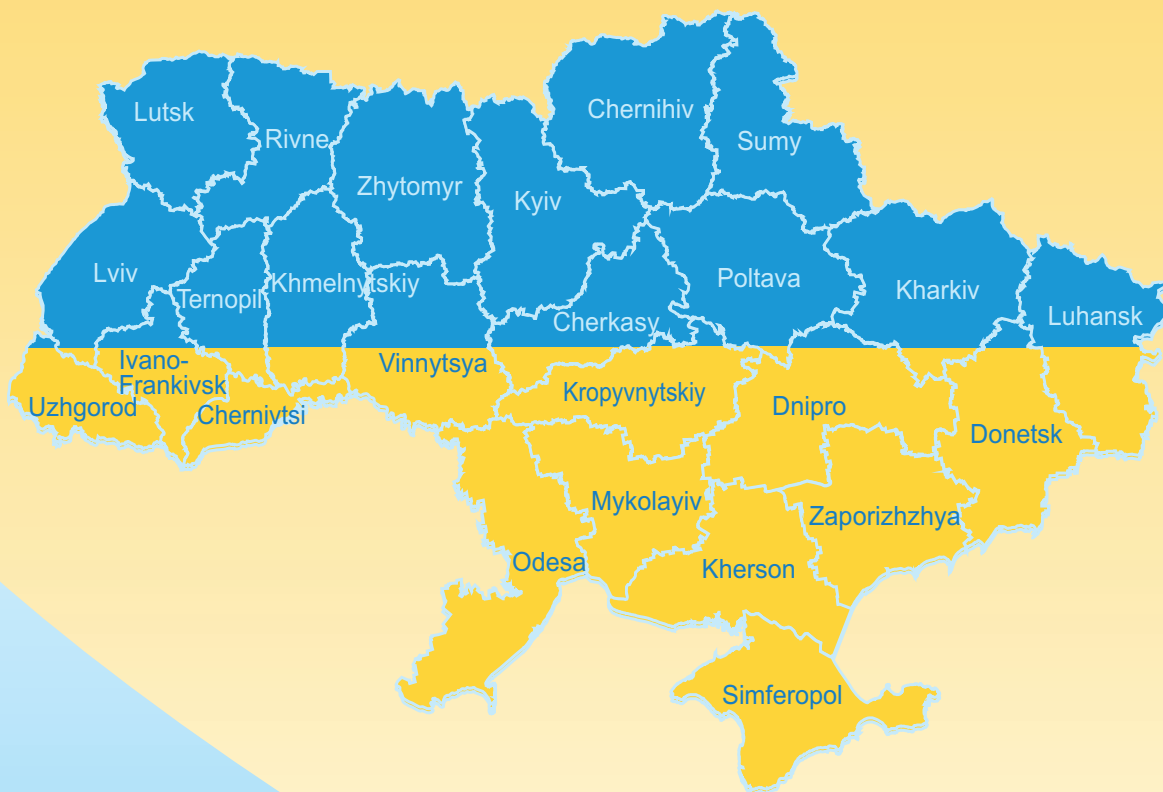 Chernihiv
Lutsk
Rivne
Sumy
Zhytomyr
Kyiv
Lviv
Poltava
Khmelnytskiy
Kharkiv
Ternopil
Luhansk
Cherkasy
Ivano-
Frankivsk
Vinnytsya
Kropyvnytskiy
Uzhgorod
Dnipro
Chernivtsi
Donetsk
Mykolayiv
Zaporizhzhya
Odesa
Kherson
Simferopol